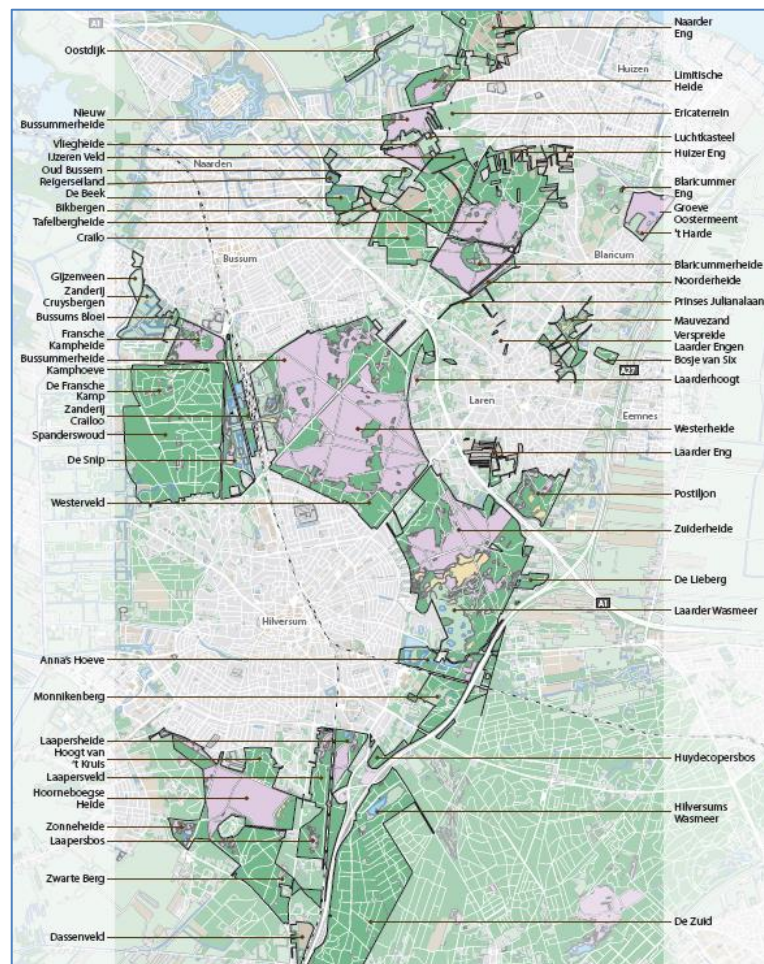 Oostdijk
Nieuw
Bussummerheide
Vliegheide
IJzeren Veld
Oud Bussem
Reigerseiland
De Beek
Bikbergen
Tafelbergheide
Crailo
Gijzenveen
Zanderij
Cruysbergen
Bussums Bloei
Fransche
Kampheide
Bussummerheide
Kamphoeve
De Fransche
Kamp
Zanderij
Crailoo
Spanderswoud
De Snip
Westerveld
Anna's Hoeve
Monnikenberg
Laapersheide
Hoogt van
't Kruis
Laapersveld
Hoorneboegse
Heide
Zonneheide
Laapersbos
Zwarte Berg
Dassenveld
Naarden
Bussum
Hilversum
Huizen
Blaricum
Laren
Eemnes
A27
A1
Naarder
Eng
Limitische
Heide
Ericaterrein
Luchtkasteel
Huizer Eng
Blaricummer
Eng
Groeve
Oostermeent
't Harde
Blaricummerheide
Noorderheide
Prinses Julianalaan
Mauvezand
Verspreide
Laarder Engen
Bosje van Six
Laarderhoogt
Westerheide
Laarder Eng
Postiljon
Zuiderheide
De Lieberg
Laarder Wasmeer
Huydecopersbos
Hilversums
Wasmeer
De Zuid